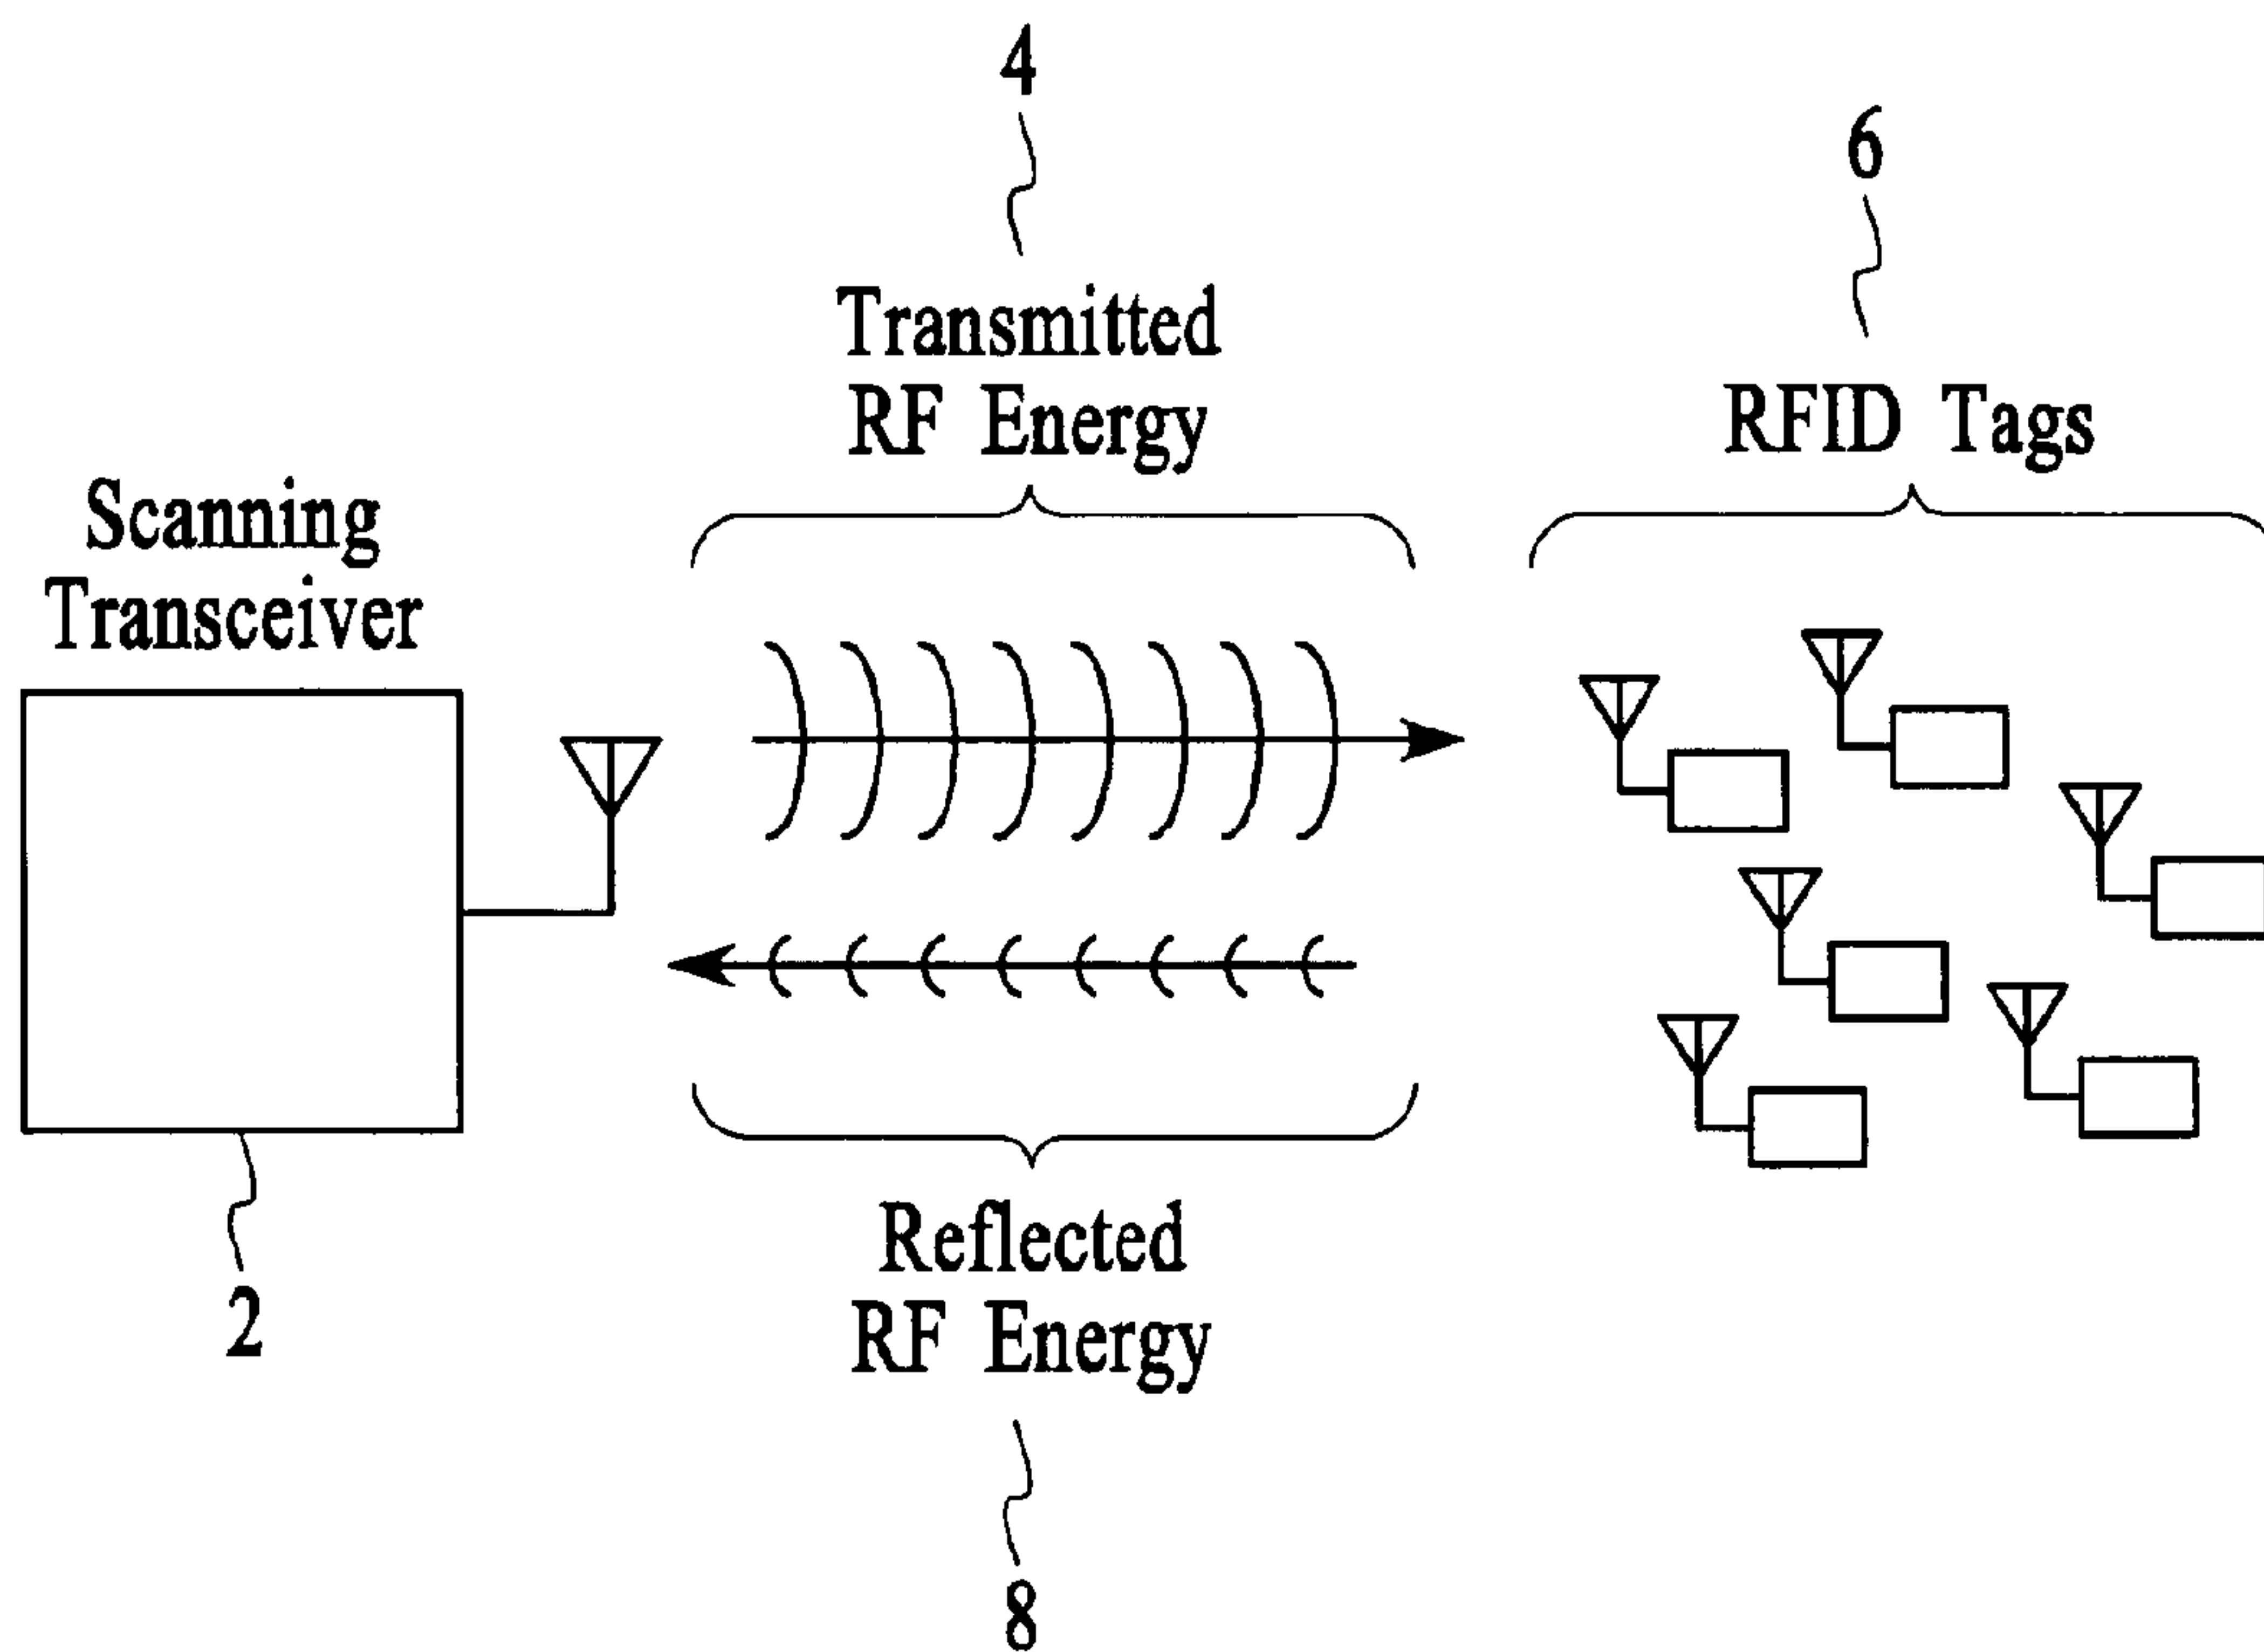 4
6
Transmitted
RF Energy
RFID Tags
Scanning
Transceiver
2
Reflected
RF Energy
8